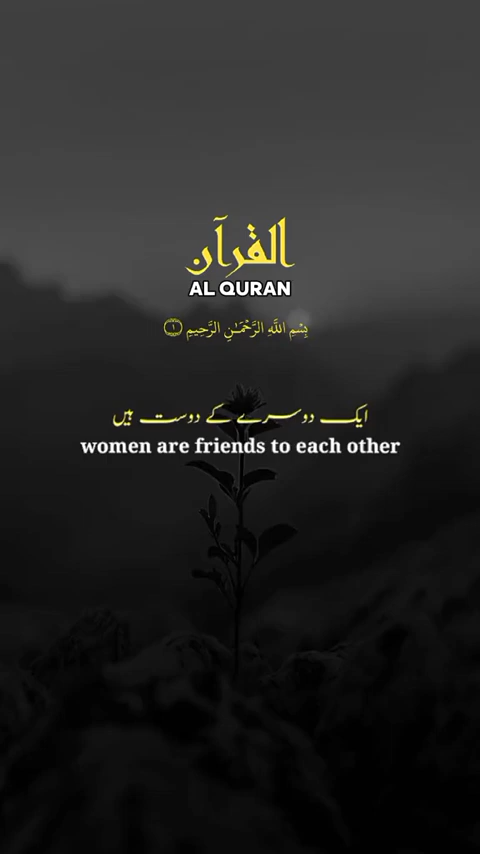 القرآن
AL QURAN
بِسْمِ اللَّهِ الرَّحْمَٰنِ الرَّحِيمِ ۝١
ایک دوسرے کے دوست ہیں
women are friends to each other